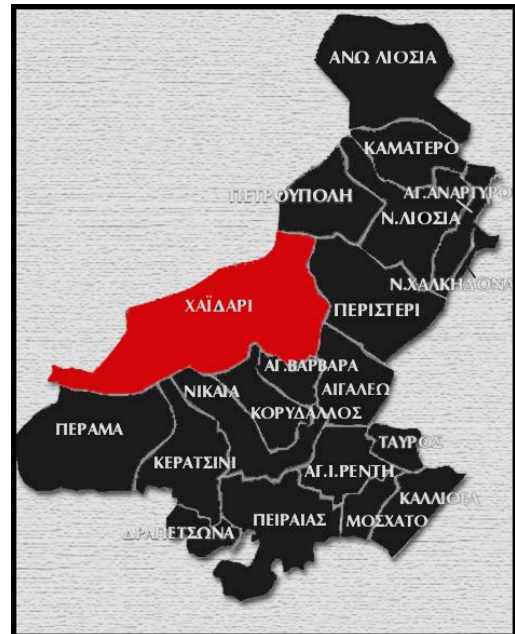 ΑΝΩ ΛΙΟΣΙΑ
ΚΑΜΑΤΕΡΟ
ΠΕΤΡΟΥΠΟΛΗ
ΑΓ.ΑΝΑΡΓΥΡΟΙ
Ν.ΛΙΟΣΙΑ
Ν.ΧΑΛΚΗΔΟΝΑ
ΧΑΪΔΑΡΙ
ΠΕΡΙΣΤΕΡΙ
ΑΓ.ΒΑΡΒΑΡΑ
ΝΙΚΑΙΑ
ΑΙΓΑΛΕΩ
ΚΟΡΥΔΑΛΛΟΣ
ΠΕΡΑΜΑ
ΤΑΥΡΟΣ
ΚΕΡΑΤΣΙΝΙ
ΑΓ.Ι.ΡΕΝΤΗ
ΚΑΛΛΙΘΕΑ
ΔΡΑΠΕΤΣΩΝΑ
ΠΕΙΡΑΙΑΣ
ΜΟΣΧΑΤΟ